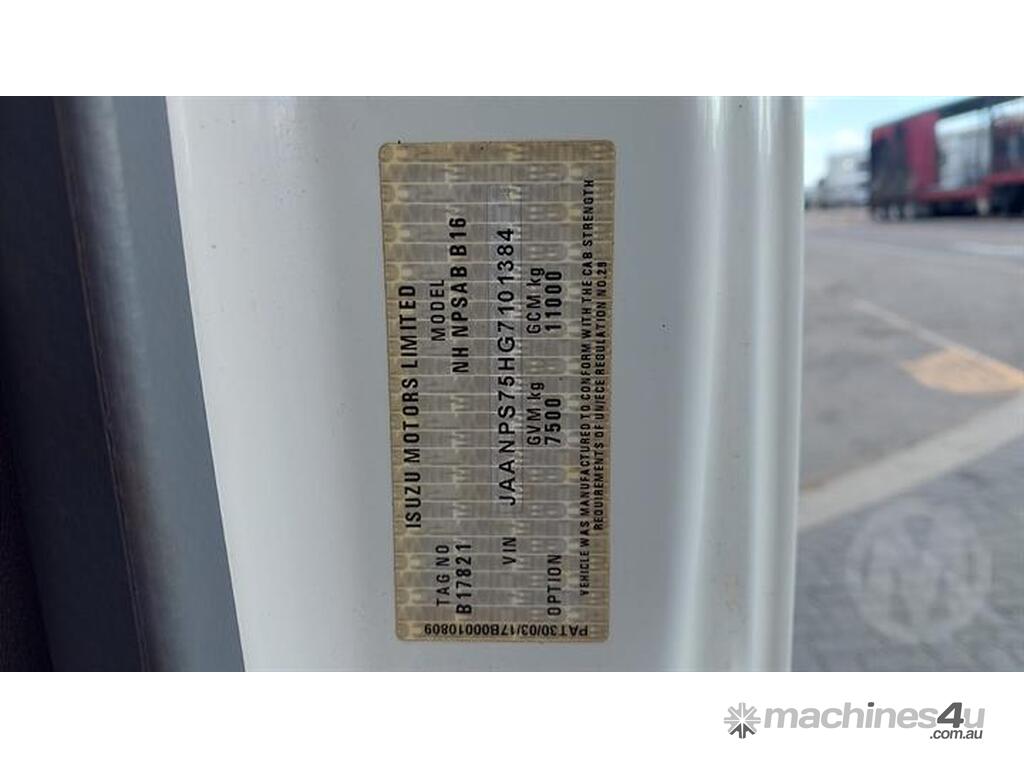 ISUZU MOTORS LIMITED
TAG NO MODEL
B17821 NH NPSAB B16
VIN JAANPS75HG7101384
GVM kg GCM kg
OPTION 7500 11000
VEHICLE WAS MANUFACTURED TO CONFORM WITH THE CAB STRENGTH
REQUIREMENTS OF UNIECE REGULATION NO.29
PAT30/03/17B00010809
machines4u
.com.au